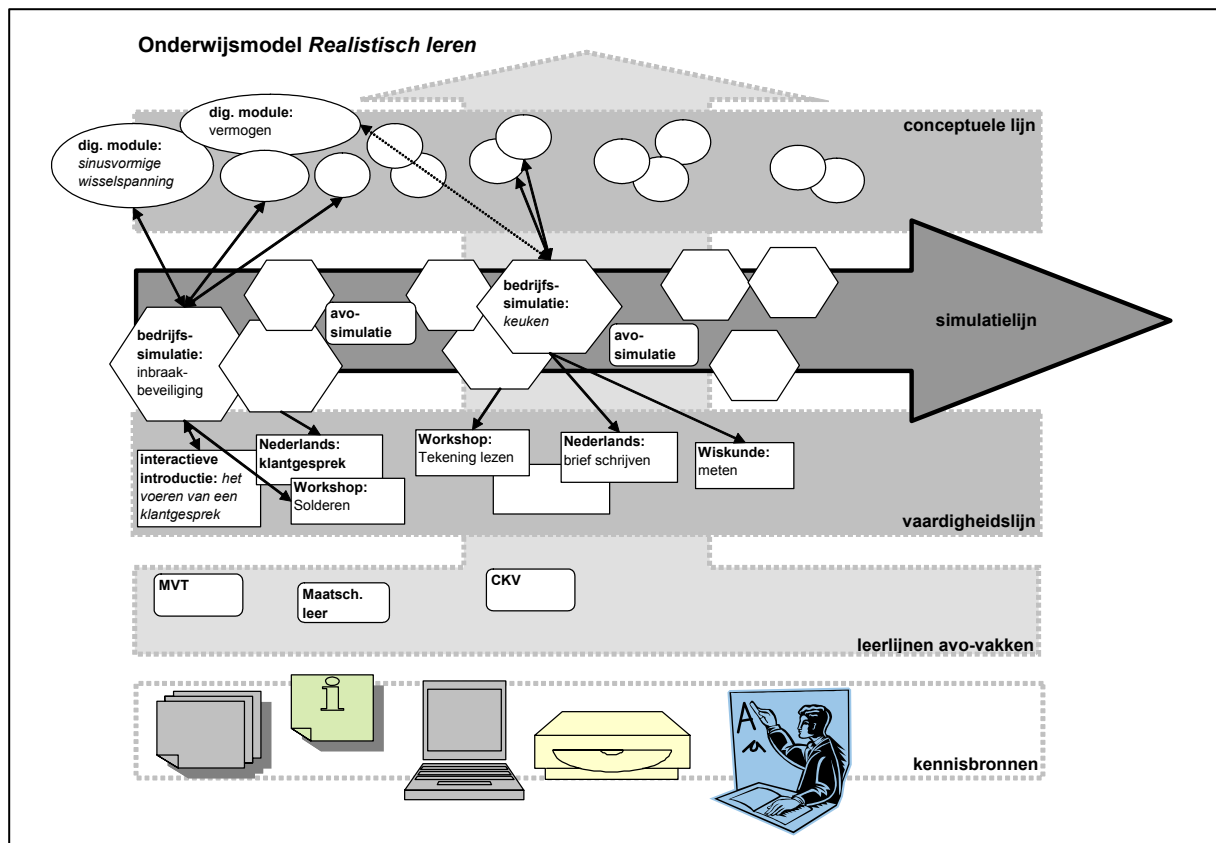 Onderwijsmodel Realistisch leren
dig. module:
vermogen
conceptuele lijn
dig. module:
sinusvormige
wisselspanning
bedrijfs-
simulatie:
keuken
avo-
simulatie
avo-
simulatie
simulatielijn
bedrijfs-
simulatie:
inbraak-
beveiliging
Nederlands:
klantgesprek
Workshop:
Tekening lezen
Nederlands:
brief schrijven
Wiskunde:
meten
interactieve
introductie: het
voeren van een
klantgesprek
Workshop:
Solderen
vaardigheidslijn
MVT
Maatsch.
leer
CKV
leerlijnen avo-vakken
i
kennisbronnen
A